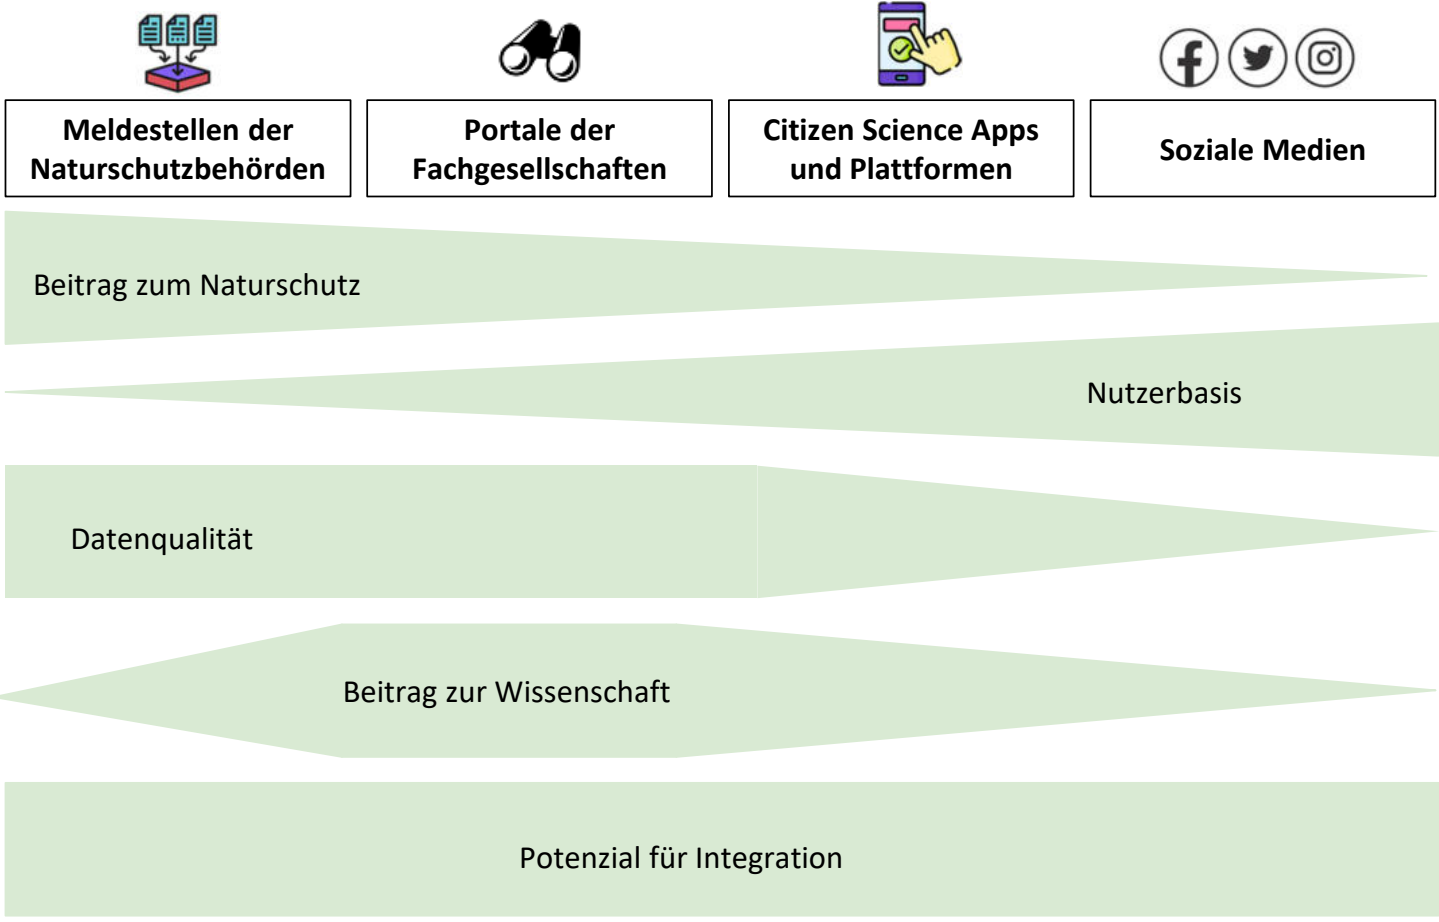 Meldestellen der
Naturschutzbehörden
Portale der
Fachgesellschaften
Citizen Science Apps
und Plattformen
Soziale Medien
Beitrag zum Naturschutz
Nutzerbasis
Datenqualität
Beitrag zur Wissenschaft
Potenzial für Integration